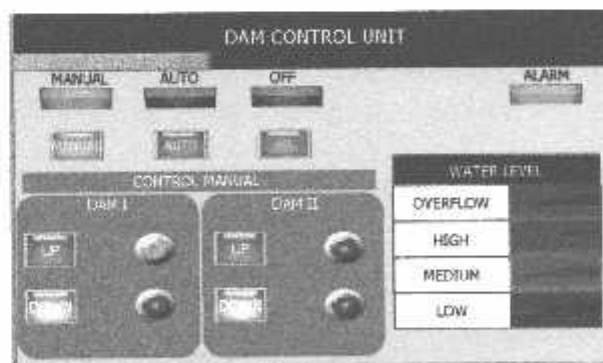 DAM CONTROL UNIT
MANUAL AUTO OFF ALARM
MANUAL AUTO
CONTROL MANUAL
WATER LEVEL
DAM I DAM II
OVERFLOW
UP UP
HIGH
MEDIUM
DOWN DOWN
LOW